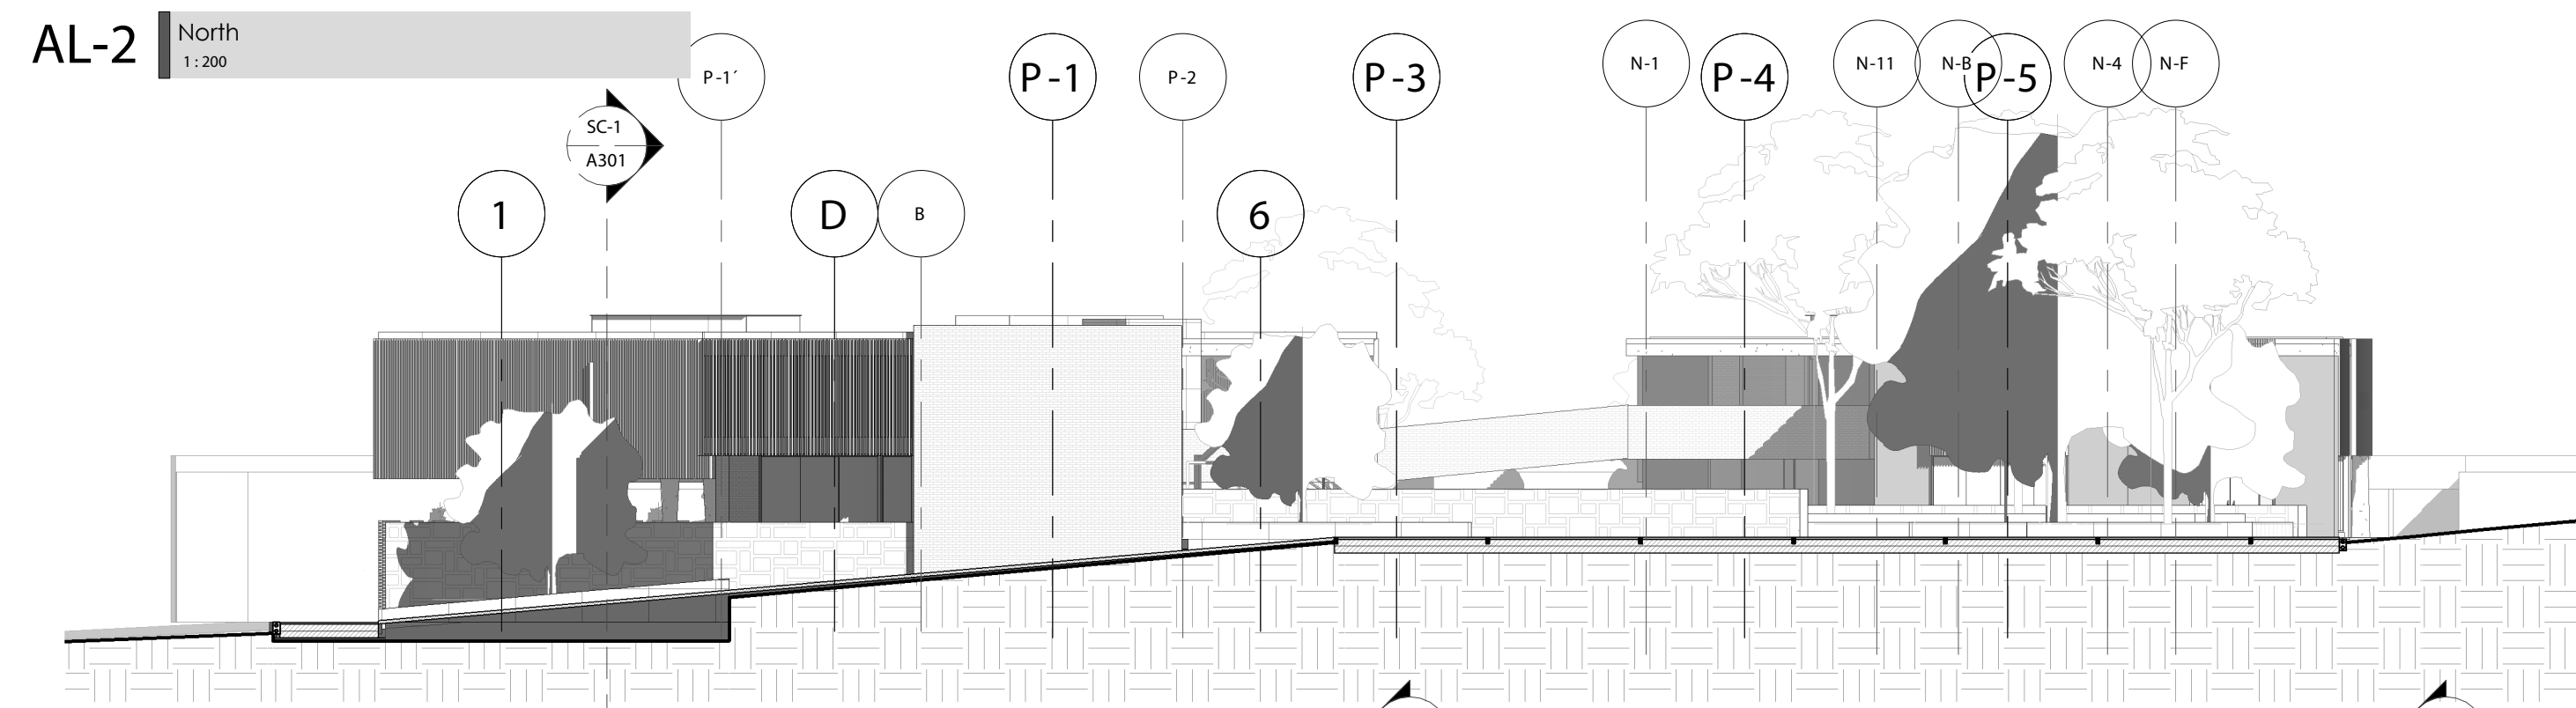 AL-2
North
1 : 200
P -1´
P -1
P -2
P -3
N-1
P -4
N-11
N-B
P -5
N-4
N-F
SC-1
A301
1
D
B
6